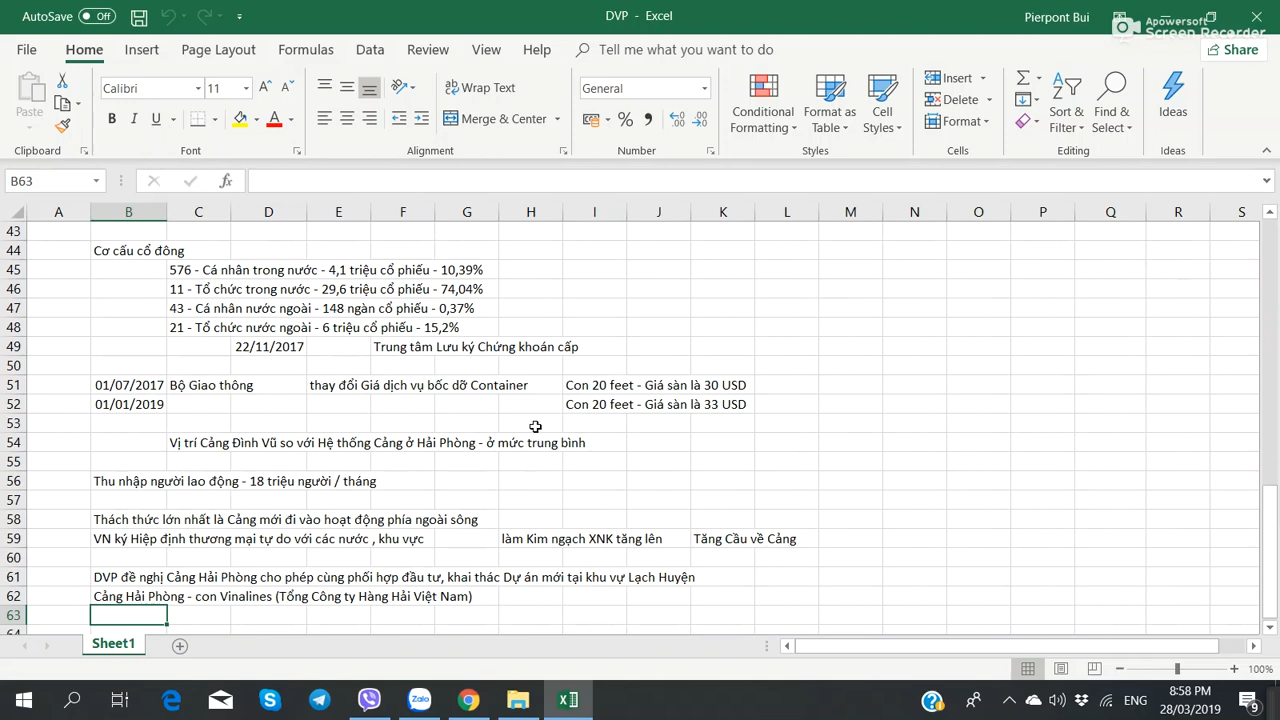 AutoSave Off DVP - Excel Pierpont Bui
Apowersoft
Screen Recorder
File Home Insert Page Layout Formulas Data Review View Help Tell me what you want to do Share
Paste Calibri 11 Wrap Text General Conditional Formatting Format as Table Cell Styles Insert Sort & Filter Find & Select Ideas
B I U A Merge & Center % Delete
Format
Clipboard Font Alignment Number Styles Cells Editing Ideas
B63 fx
A B C D E F G H I J K L M N O P Q R S
43
44 Cơ cấu cổ đông
45 576 - Cá nhân trong nước - 4,1 triệu cổ phiếu - 10,39%
46 11 - Tổ chức trong nước - 29,6 triệu cổ phiếu - 74,04%
47 43 - Cá nhân nước ngoài - 148 ngàn cổ phiếu - 0,37%
48 21 - Tổ chức nước ngoài - 6 triệu cổ phiếu - 15,2%
49 22/11/2017 Trung tâm Lưu ký Chứng khoán cấp
50
51 01/07/2017 Bộ Giao thông thay đổi Giá dịch vụ bốc dỡ Container Con 20 feet - Giá sàn là 30 USD
52 01/01/2019 Con 20 feet - Giá sàn là 33 USD
53
54 Vị trí Cảng Đình Vũ so với Hệ thống Cảng ở Hải Phòng - ở mức trung bình
55
56 Thu nhập người lao động - 18 triệu người / tháng
57
58 Thách thức lớn nhất là Cảng mới đi vào hoạt động phía ngoài sông
59 VN ký Hiệp định thương mại tự do với các nước , khu vực làm Kim ngạch XNK tăng lên Tăng Cầu về Cảng
60
61 DVP đề nghị Cảng Hải Phòng cho phép cùng phối hợp đầu tư, khai thác Dự án mới tại khu vự Lạch Huyện
62 Cảng Hải Phòng - con Vinalines (Tổng Công ty Hàng Hải Việt Nam)
63
64
Sheet1
100%
ENG 8:58 PM
28/03/2019 9